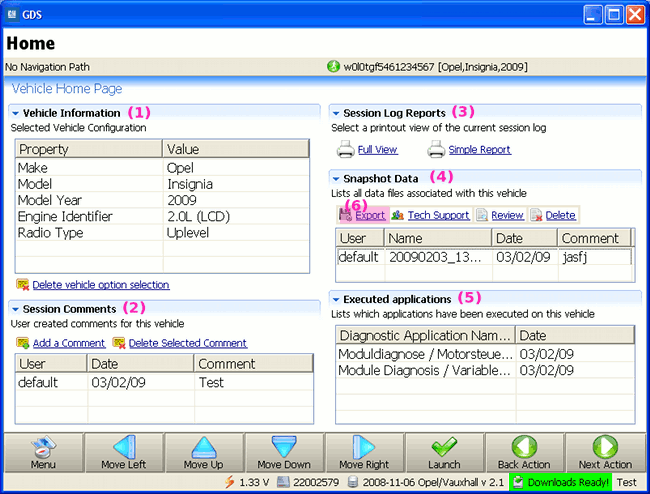 GDS
Home
No Navigation Path
w0l0tgf5461234567 [Opel,Insignia,2009]
Vehicle Home Page
Vehicle Information (1)
Selected Vehicle Configuration
Property Value
Make Opel
Model Insignia
Model Year 2009
Engine Identifier 2.0L (LCD)
Radio Type Uplevel
Delete vehicle option selection
Session Comments (2)
User created comments for this vehicle
Add a Comment Delete Selected Comment
User Date Comment
default 03/02/09 Test
Session Log Reports (3)
Select a printout view of the current session log
Full View Simple Report
Snapshot Data (4)
Lists all data files associated with this vehicle
(6)
Export Tech Support Review Delete
User Name Date Comment
default 20090203_13... 03/02/09 jasfj
Executed applications (5)
Lists which applications have been executed on this vehicle
Diagnostic Application Nam... Date
Moduldiagnose / Motorsteue... 03/02/09
Module Diagnosis / Variable... 03/02/09
Menu Move Left Move Up Move Down Move Right Launch Back Action Next Action
1.33 V 22002579 2008-11-06 Opel/Vauxhall v 2.1 Downloads Ready! Test